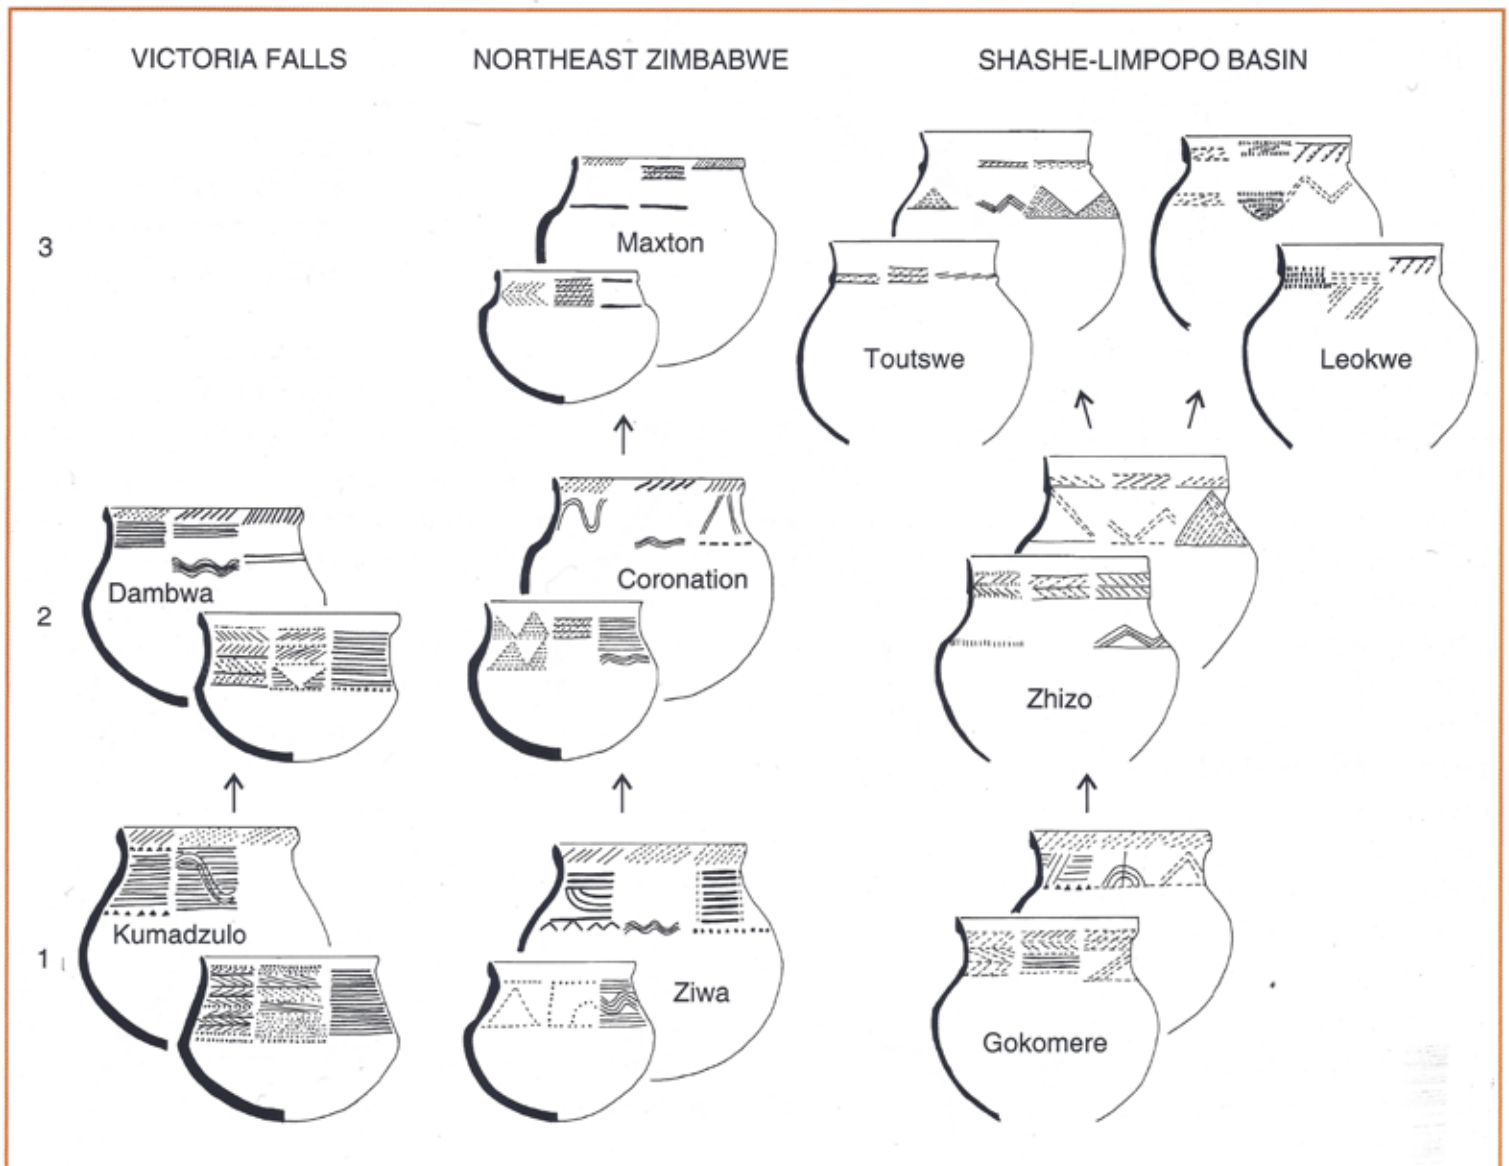 VICTORIA FALLS
NORTHEAST ZIMBABWE
SHASHE-LIMPOPO BASIN
3
Maxton
Toutswe
Leokwe
2
Dambwa
Coronation
Zhizo
1
Kumadzulo
Ziwa
Gokomere